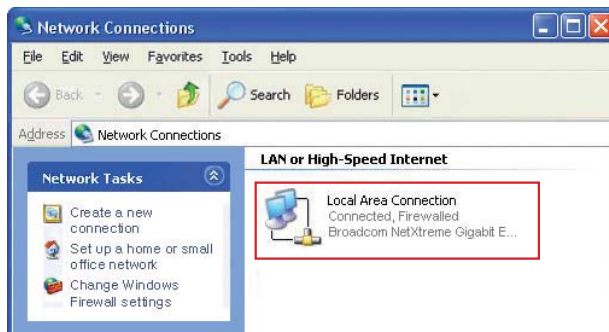 Network Connections
File Edit View Favorites Tools Help
Back Search Folders
Address Network Connections
Network Tasks
Create a new
connection
Set up a home or small
office network
Change Windows
Firewall settings
LAN or High-Speed Internet
Local Area Connection
Connected, Firewalled
Broadcom NetXtreme Gigabit E...